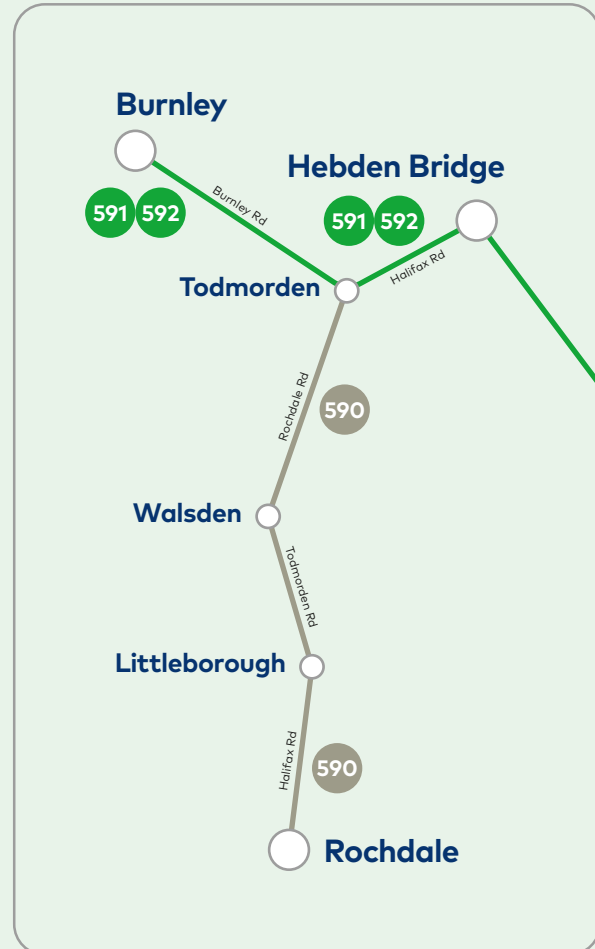 Burnley
Hebden Bridge
591 592
Burnley Rd
591 592
Halifax Rd
Todmorden
Rochdale Rd
590
Walsden
Todmorden Rd
Littleborough
Halifax Rd
590
Rochdale